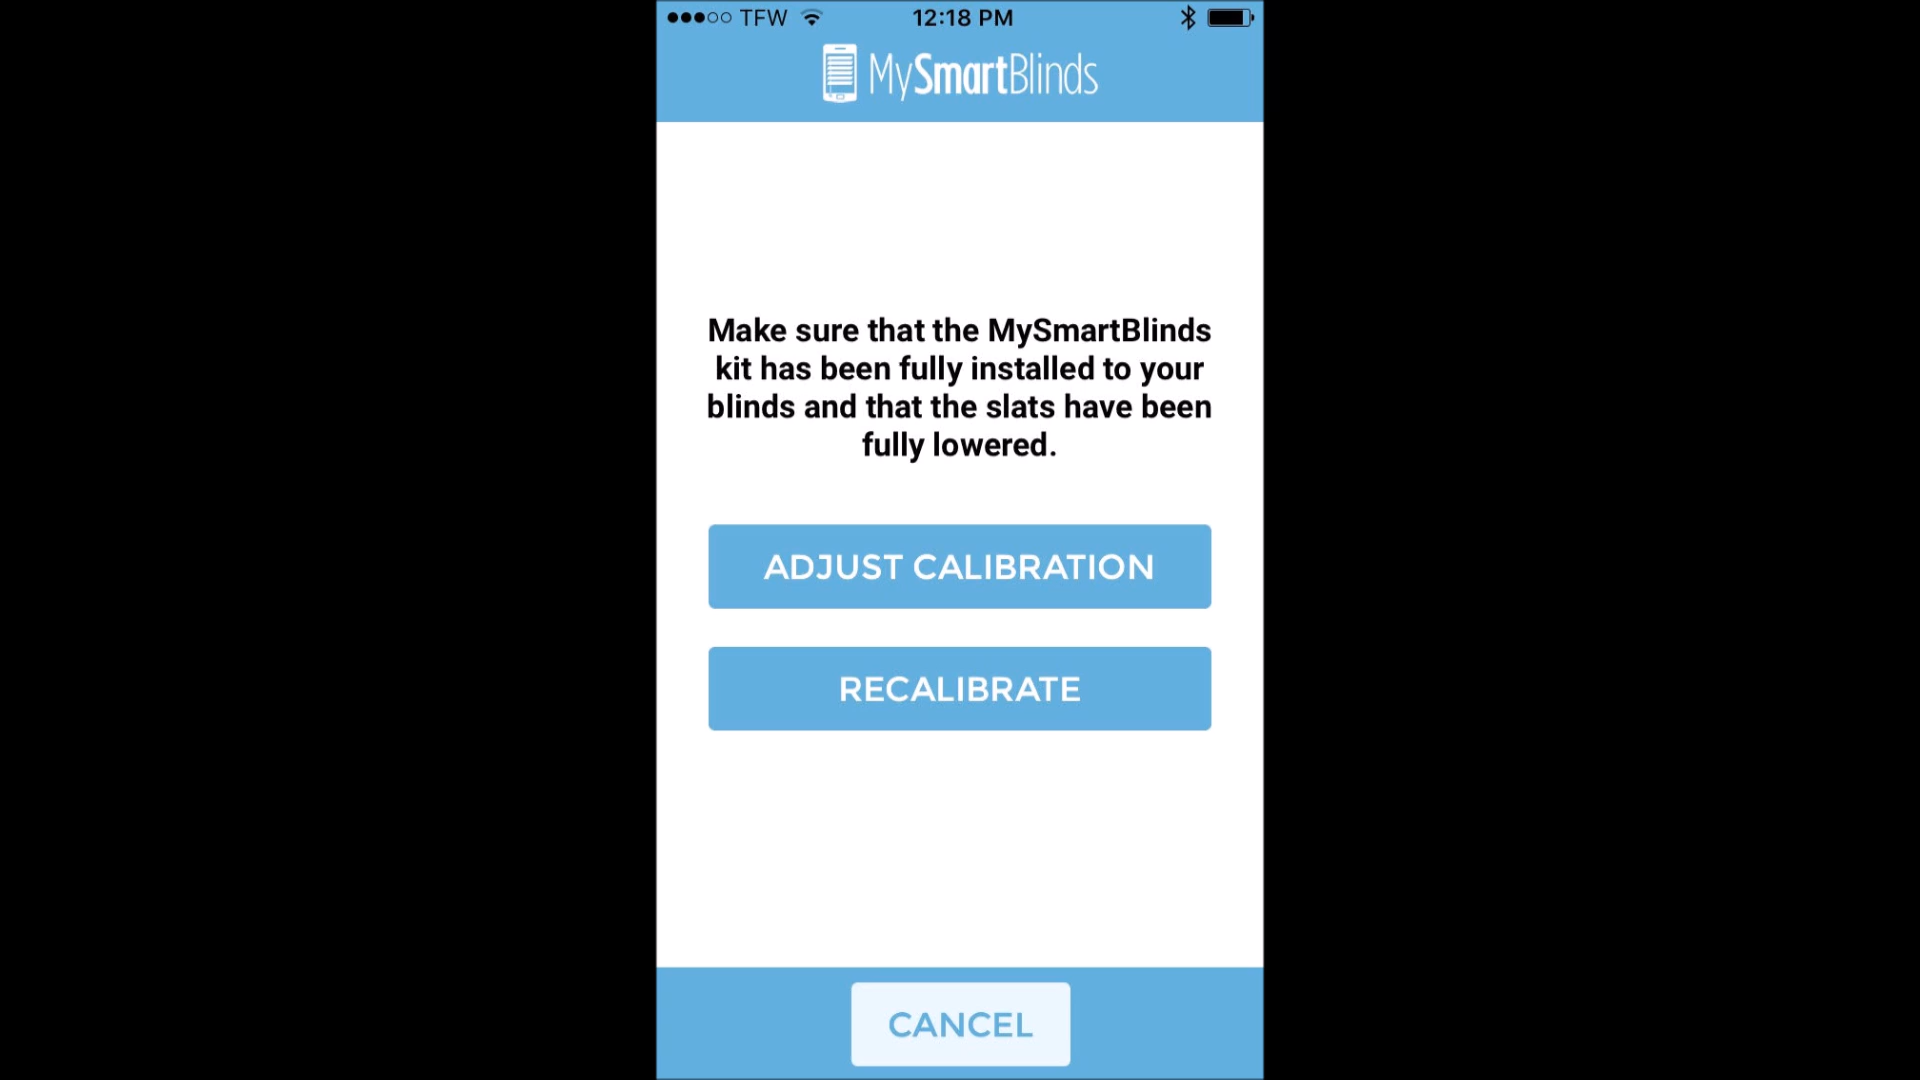 TFW 12:18 PM
MySmartBlinds
Make sure that the MySmartBlinds
kit has been fully installed to your
blinds and that the slats have been
fully lowered.
ADJUST CALIBRATION
RECALIBRATE
CANCEL